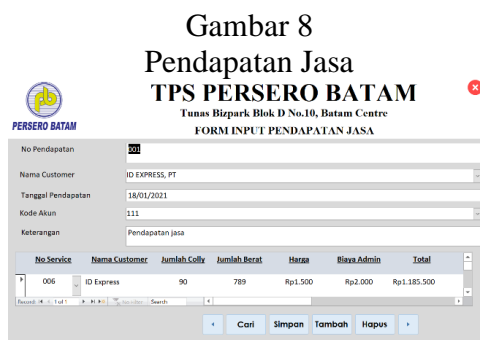 Gambar 8
Pendapatan Jasa
TPS PERSERO BATAM
Tunas Bizpark Blok D No.10, Batam Centre
PERSERO BATAM
FORM INPUT PENDAPATAN JASA
No Pendapatan 001
Nama Customer ID EXPRESS, PT
Tanggal Pendapatan 18/01/2021
Kode Akun 111
Keterangan Pendapatan jasa
No Service Nama Customer Jumlah Colly Jumlah Berat Harga Biaya Admin Total
006 ID Express 90 789 Rp1.500 Rp2.000 Rp1.185.500
Record: 1 of 1 No Filter Search
Cari Simpan Tambah Hapus